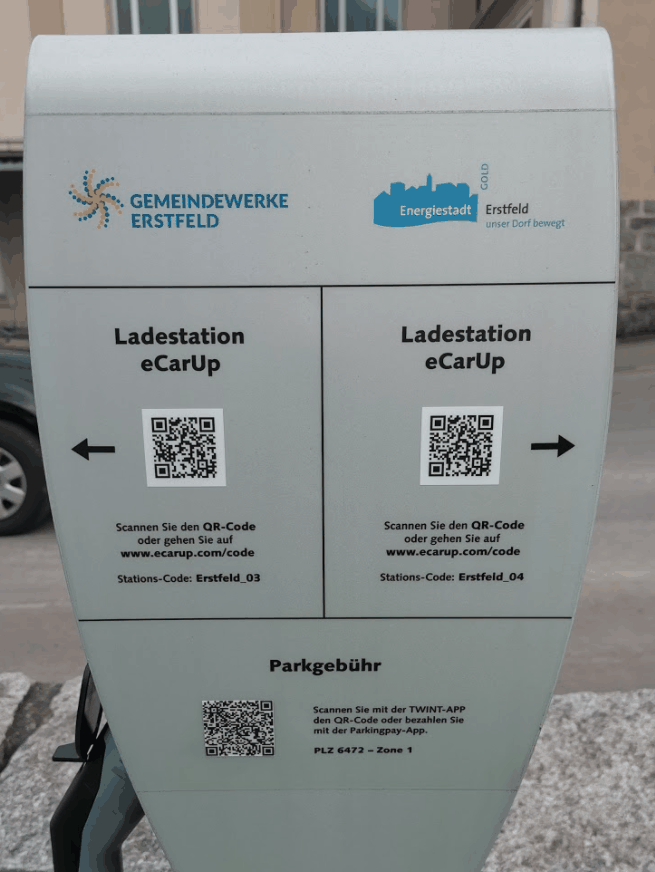 GEMEINDEWERKE
ERSTFELD
GOLD
Energiestadt
Erstfeld
unser Dorf bewegt
Ladestation
eCarUp
Scannen Sie den QR-Code
oder gehen Sie auf
www.ecarup.com/code
Stations-Code: Erstfeld_03
Ladestation
eCarUp
Scannen Sie den QR-Code
oder gehen Sie auf
www.ecarup.com/code
Stations-Code: Erstfeld_04
Parkgebühr
Scannen Sie mit der TWINT-APP
den QR-Code oder bezahlen Sie
mit der Parkingpay-App.
PLZ 6472 – Zone 1